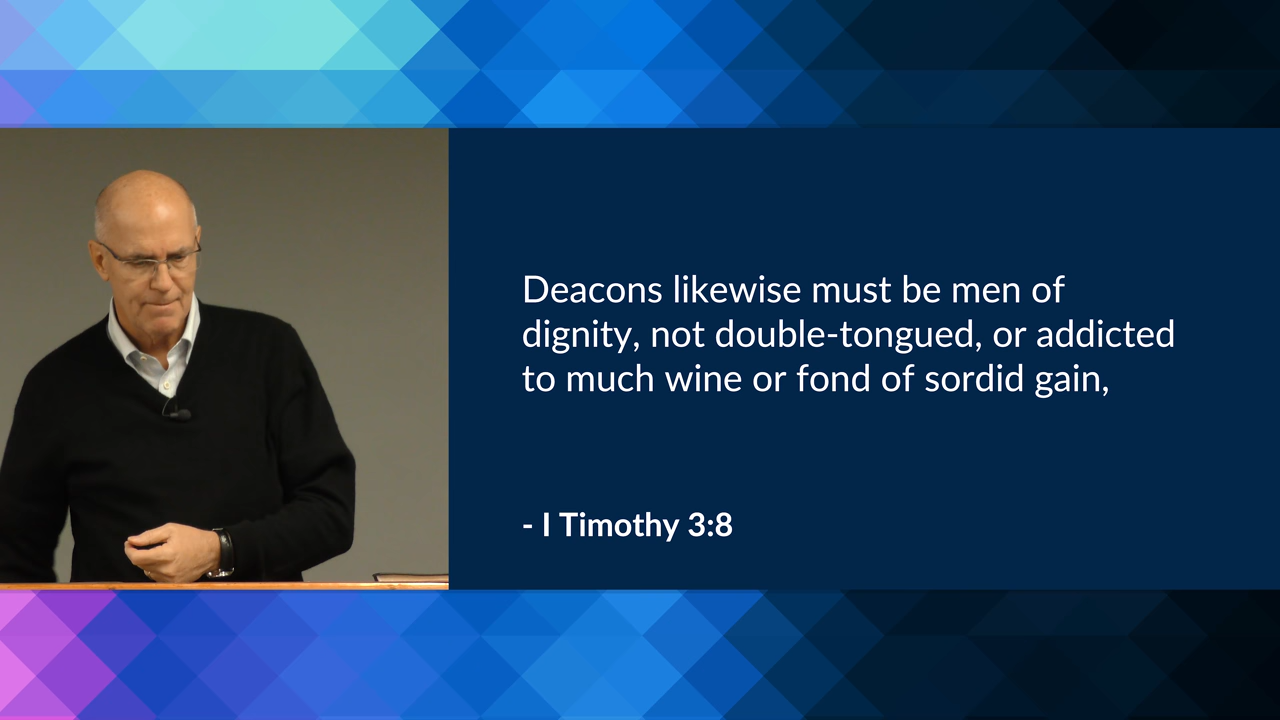 Deacons likewise must be men of
dignity, not double-tongued, or addicted
to much wine or fond of sordid gain,
- I Timothy 3:8